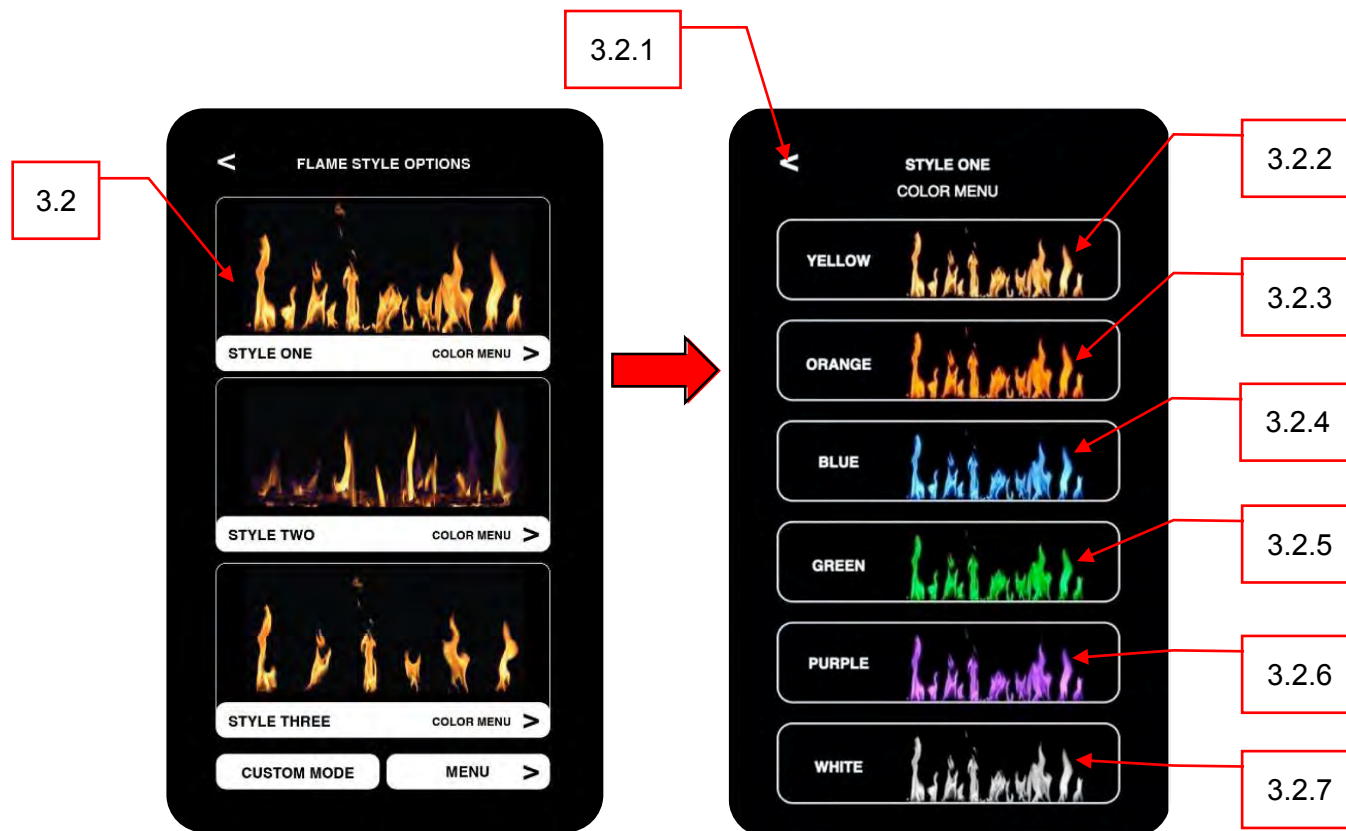 3.2.1
3.2
< FLAME STYLE OPTIONS
STYLE ONE COLOR MENU >
STYLE TWO COLOR MENU >
STYLE THREE COLOR MENU >
CUSTOM MODE MENU >
< STYLE ONE
COLOR MENU
YELLOW
ORANGE
BLUE
GREEN
PURPLE
WHITE
3.2.2
3.2.3
3.2.4
3.2.5
3.2.6
3.2.7